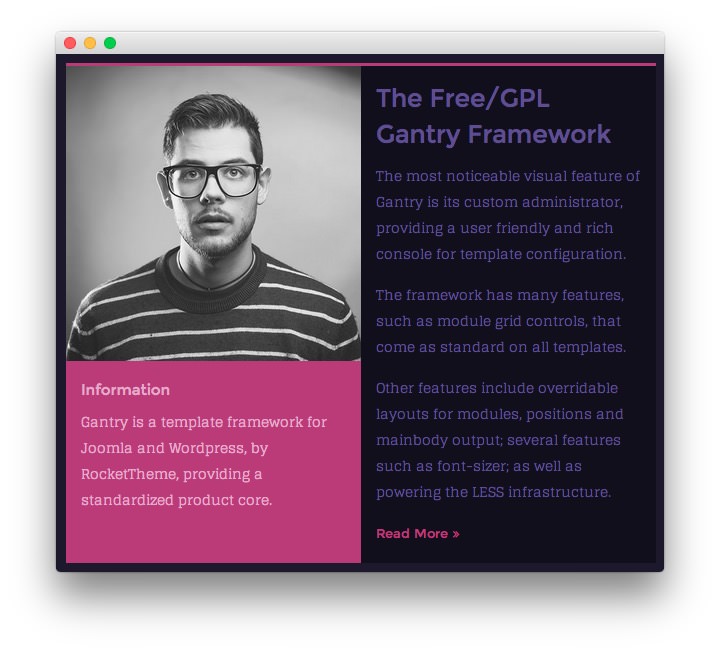 Information
Gantry is a template framework for
Joomla and Wordpress, by
RocketTheme, providing a
standardized product core.
The Free/GPL
Gantry Framework
The most noticeable visual feature of
Gantry is its custom administrator,
providing a user friendly and rich
console for template configuration.
The framework has many features,
such as module grid controls, that
come as standard on all templates.
Other features include overridable
layouts for modules, positions and
mainbody output; several features
such as font-sizer; as well as
powering the LESS infrastructure.
Read More »